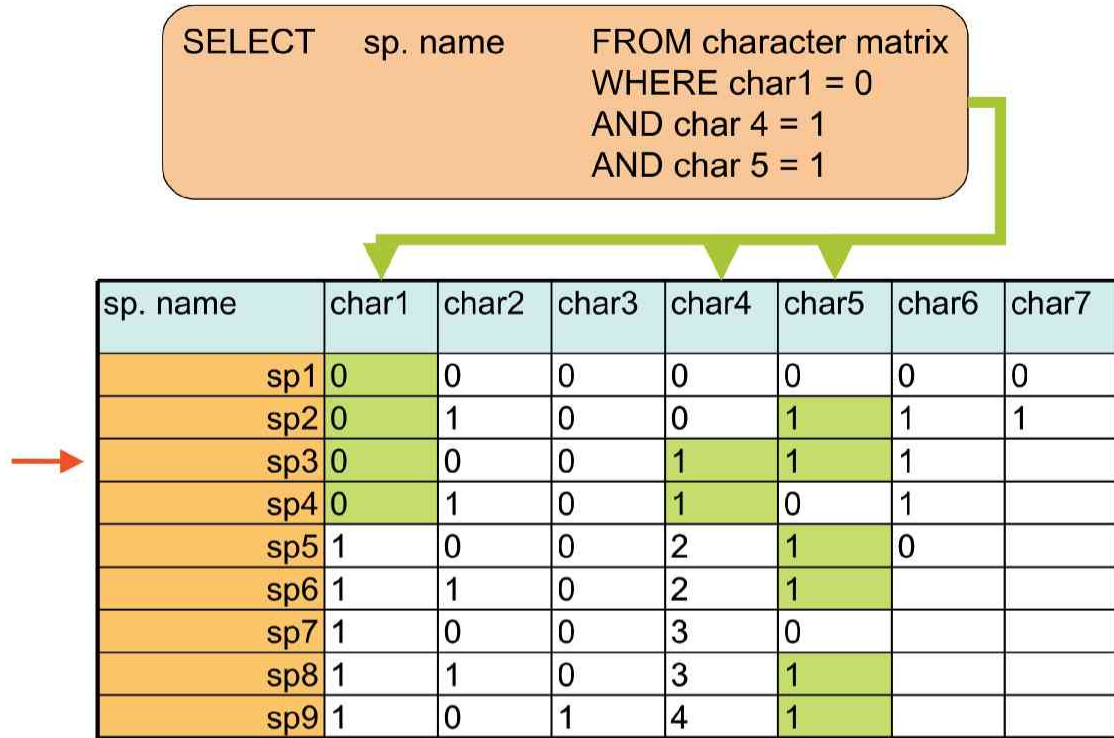 SELECT sp. name FROM character matrix
WHERE char1 = 0
AND char 4 = 1
AND char 5 = 1
sp. name char1 char2 char3 char4 char5 char6 char7
sp1 0 0 0 0 0 0 0
sp2 0 1 0 0 1 1 1
sp3 0 0 0 1 1 1
sp4 0 1 0 1 0 1
sp5 1 0 0 2 1 0
sp6 1 1 0 2 1
sp7 1 0 0 3 0
sp8 1 1 0 3 1
sp9 1 0 1 4 1